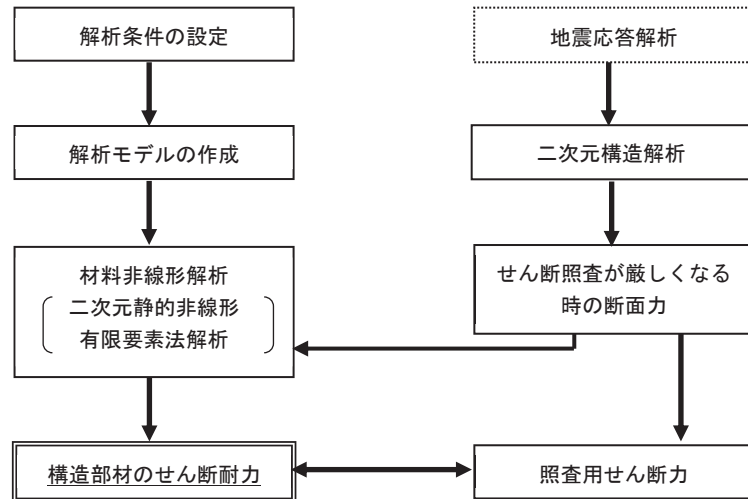 解析条件の設定
地震応答解析
解析モデルの作成
二次元構造解析
材料非線形解析
二次元静的非線形
有限要素法解析
せん断照査が厳しくなる
時の断面力
構造部材のせん断耐力
照査用せん断力